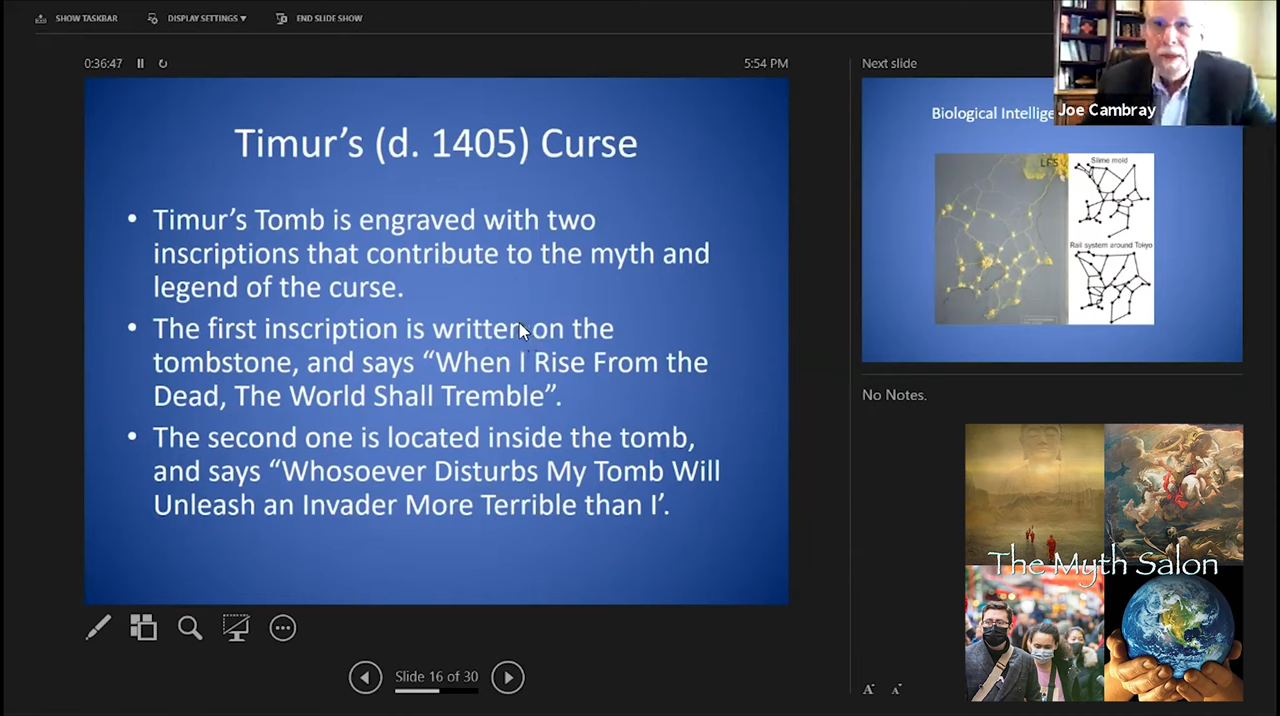 SHOW TASKBAR
DISPLAY SETTINGS ▼
END SLIDE SHOW
0:36:47
5:54 PM
Timur’s (d. 1405) Curse
• Timur’s Tomb is engraved with two
inscriptions that contribute to the myth and
legend of the curse.
• The first inscription is written on the
tombstone, and says “When I Rise From the
Dead, The World Shall Tremble”.
• The second one is located inside the tomb,
and says “Whosoever Disturbs My Tomb Will
Unleash an Invader More Terrible than I’.
Slide 16 of 30
Next slide
Joe Cambray
Biological Intellige
Slime mold
Rail system around Tokyo
No Notes.
The Myth Salon
A A